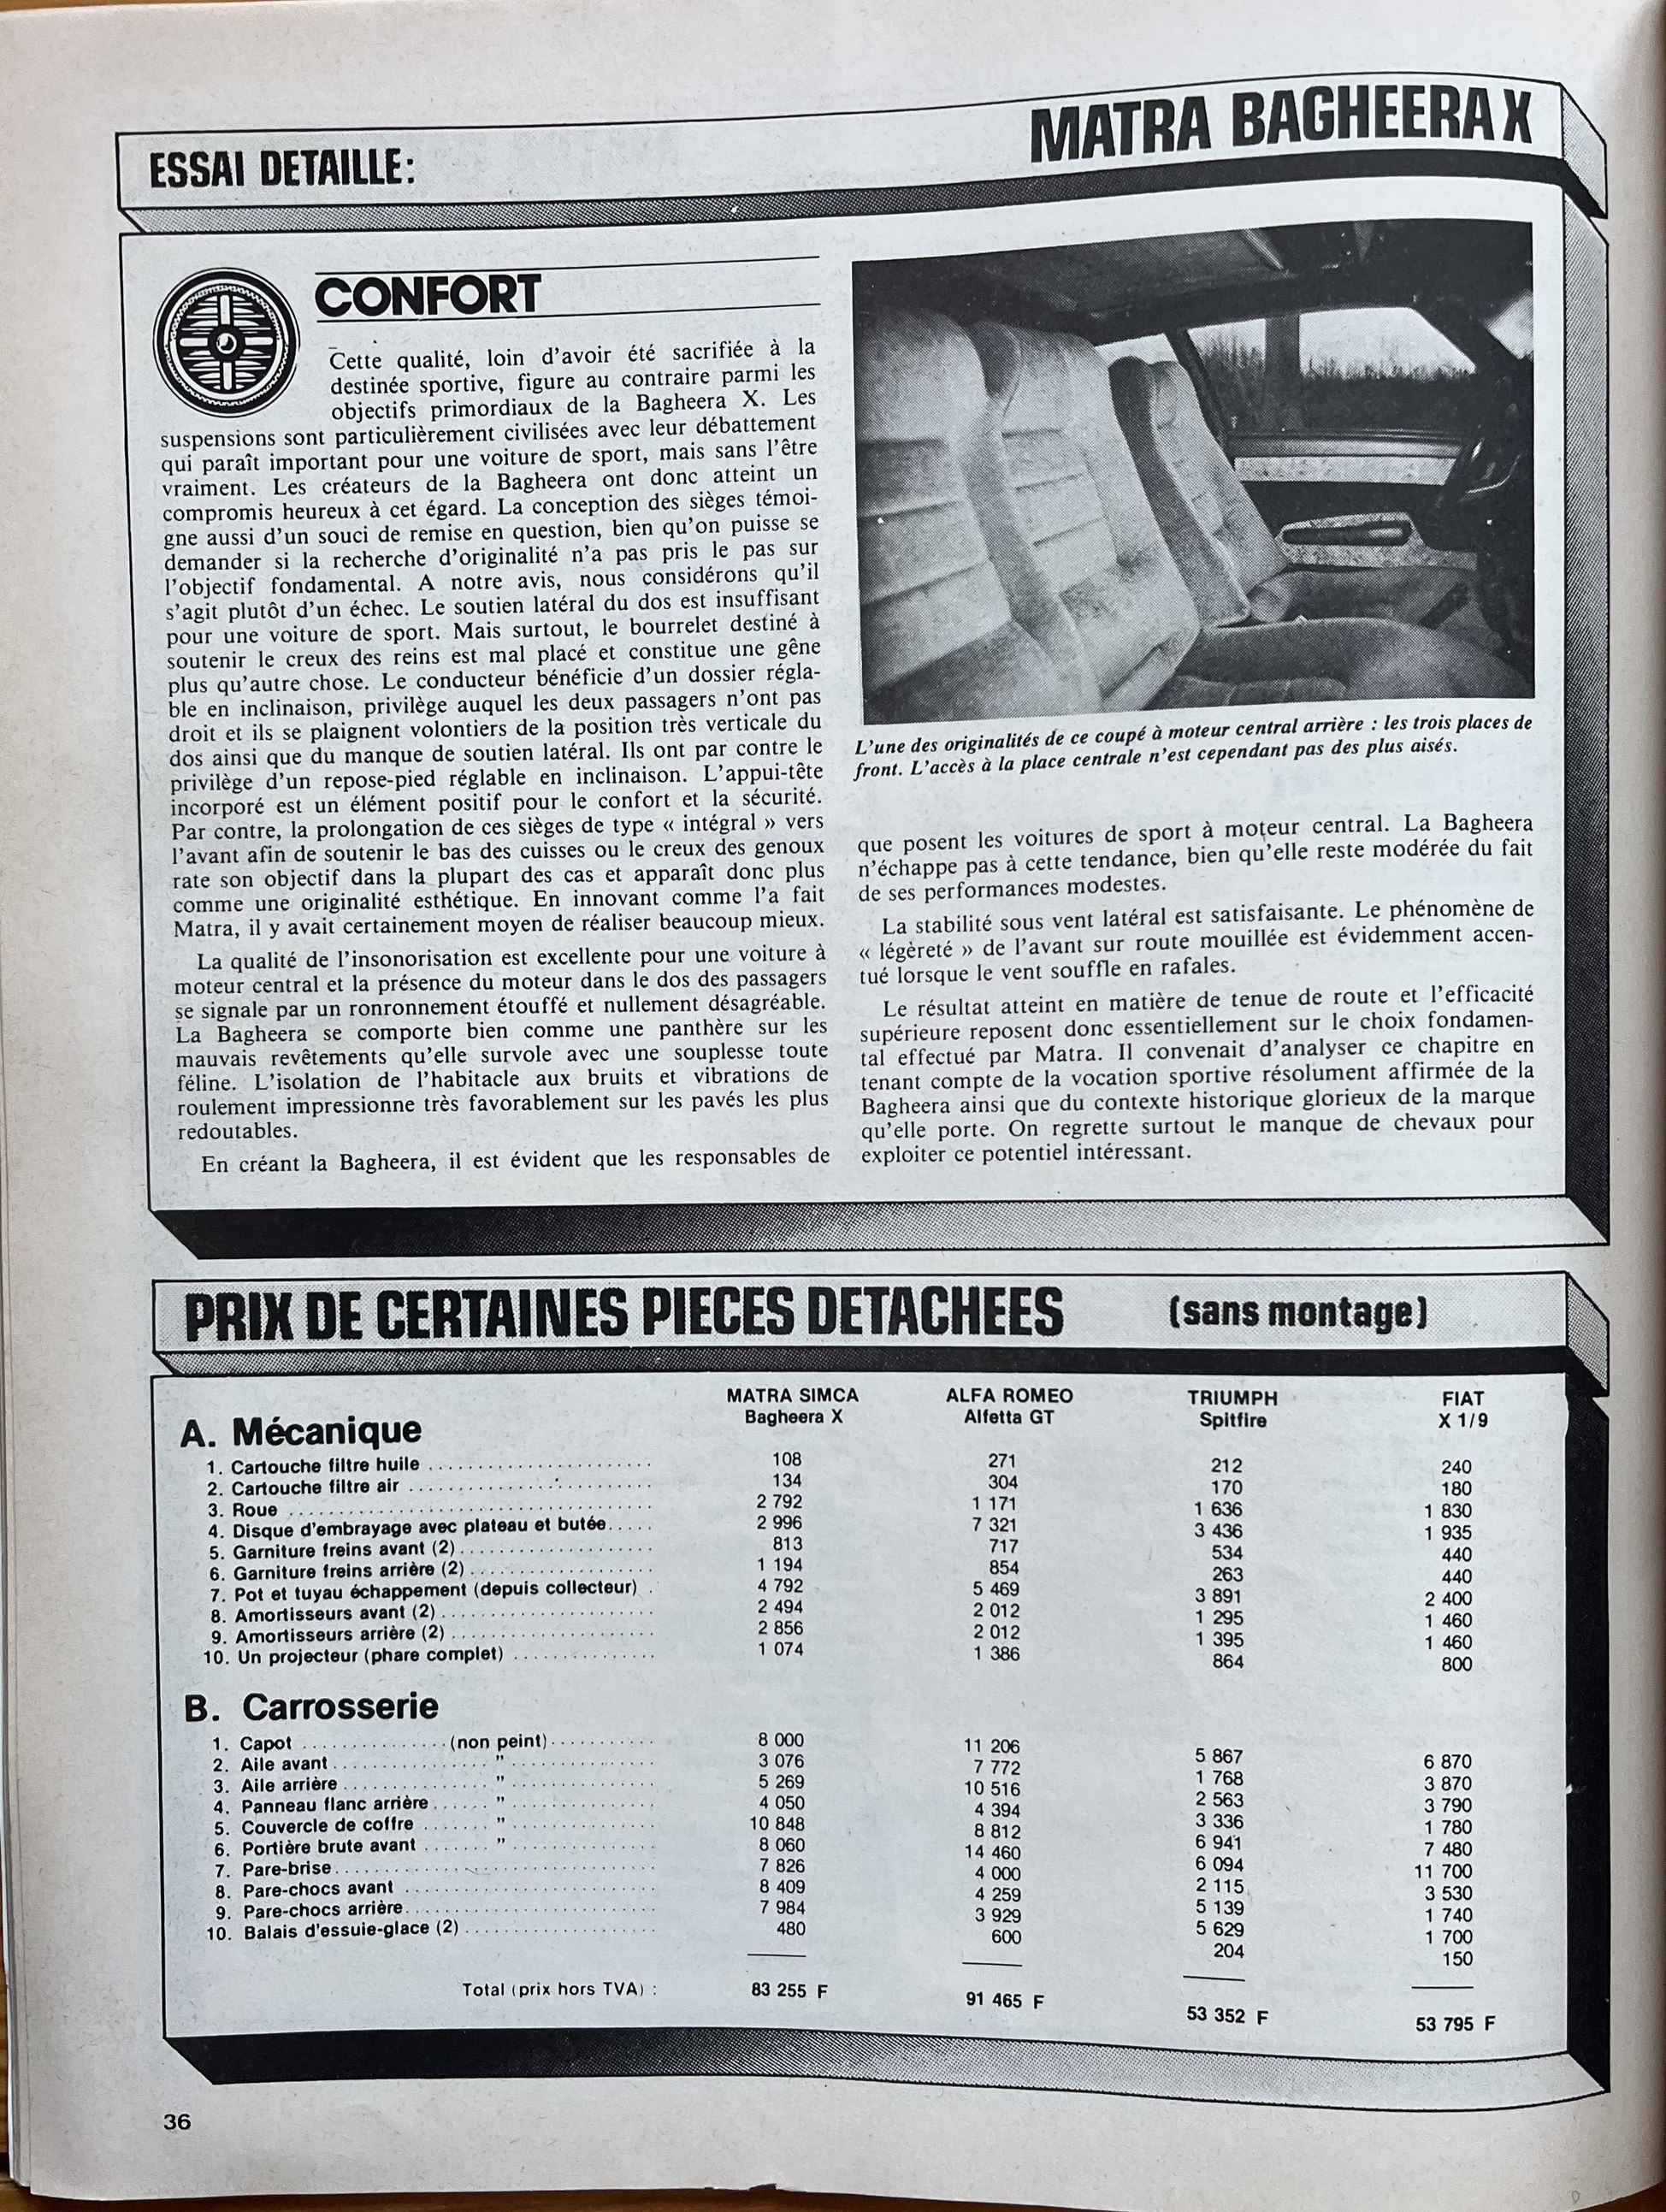 ESSAI DETAILLE:
MATRA BAGHEERA X
CONFORT
Cette qualité, loin d'avoir été sacrifiée à la
destinée sportive, figure au contraire parmi les
objectifs primordiaux de la Bagheera X. Les
suspensions sont particulièrement civilisées avec leur débattement
qui paraît important pour une voiture de sport, mais sans l'être
vraiment. Les créateurs de la Bagheera ont donc atteint un
compromis heureux à cet égard. La conception des sièges témoi-
gne aussi d'un souci de remise en question, bien qu'on puisse se
demander si la recherche d'originalité n'a pas pris le pas sur
l'objectif fondamental. A notre avis, nous considérons qu'il
s'agit plutôt d'un échec. Le soutien latéral du dos est insuffisant
pour une voiture de sport. Mais surtout, le bourrelet destiné à
soutenir le creux des reins est mal placé et constitue une gêne
plus qu'autre chose. Le conducteur bénéficie d'un dossier régla-
ble en inclinaison, privilège auquel les deux passagers n'ont pas
droit et ils se plaignent volontiers de la position très verticale du
dos ainsi que du manque de soutien latéral. Ils ont par contre le
privilège d'un repose-pied réglable en inclinaison. L'appui-tête
incorporé est un élément positif pour le confort et la sécurité.
Par contre, la prolongation de ces sièges de type « intégral » vers
l'avant afin de soutenir le bas des cuisses ou le creux des genoux
rate son objectif dans la plupart des cas et apparaît donc plus
comme une originalité esthétique. En innovant comme l'a fait
Matra, il y avait certainement moyen de réaliser beaucoup mieux.
La qualité de l'insonorisation est excellente pour une voiture à
moteur central et la présence du moteur dans le dos des passagers
se signale par un ronronnement étouffé et nullement désagréable.
La Bagheera se comporte bien comme une panthère sur les
mauvais revêtements qu'elle survole avec une souplesse toute
féline. L'isolation de l'habitacle aux bruits et vibrations de
roulement impressionne très favorablement sur les pavés les plus
redoutables.
En créant la Bagheera, il est évident que les responsables de
L'une des originalités de ce coupé à moteur central arrière : les trois places de
front. L'accès à la place centrale n'est cependant pas des plus aisés.
que posent les voitures de sport à moteur central. La Bagheera
n'échappe pas à cette tendance, bien qu'elle reste modérée du fait
de ses performances modestes.
La stabilité sous vent latéral est satisfaisante. Le phénomène de
« légèreté » de l'avant sur route mouillée est évidemment accen-
tué lorsque le vent souffle en rafales.
Le résultat atteint en matière de tenue de route et l'efficacité
supérieure reposent donc essentiellement sur le choix fondamen-
tal effectué par Matra. Il convenait d'analyser ce chapitre en
tenant compte de la vocation sportive résolument affirmée de la
Bagheera ainsi que du contexte historique glorieux de la marque
qu'elle porte. On regrette surtout le manque de chevaux pour
exploiter ce potentiel intéressant.
PRIX DE CERTAINES PIECES DETACHEES (sans montage)
MATRA SIMCA ALFA ROMEO TRIUMPH FIAT
Bagheera X Alfetta GT Spitfire X 1/9
A. Mécanique
1. Cartouche filtre huile 108 271 212 240
2. Cartouche filtre air 134 304 170 180
3. Roue 2 792 1 171 1 636 1 830
4. Disque d'embrayage avec plateau et butée 2 996 7 321 3 436 1 935
5. Garniture freins avant (2) 813 717 534 440
6. Garniture freins arrière (2) 1 194 854 263 440
7. Pot et tuyau échappement (depuis collecteur) 4 792 5 469 3 891 2 400
8. Amortisseurs avant (2) 2 494 2 012 1 295 1 460
9. Amortisseurs arrière (2) 2 856 2 012 1 395 1 460
10. Un projecteur (phare complet) 1 074 1 386 864 800
B. Carrosserie
1. Capot (non peint) 8 000 11 206 5 867 6 870
2. Aile avant " 3 076 7 772 1 768 3 870
3. Aile arrière " 5 269 10 516 2 563 3 790
4. Panneau flanc arrière " 4 050 4 394 3 336 1 780
5. Couvercle de coffre " 10 848 8 812 6 941 7 480
6. Portière brute avant " 8 060 14 460 6 094 11 700
7. Pare-brise 7 826 4 000 2 115 3 530
8. Pare-chocs avant 8 409 4 259 5 139 1 740
9. Pare-chocs arrière 7 984 3 929 5 629 1 700
10. Balais d'essuie-glace (2) 480 600 204 150
Total (prix hors TVA) : 83 255 F 91 465 F 53 352 F 53 795 F
36